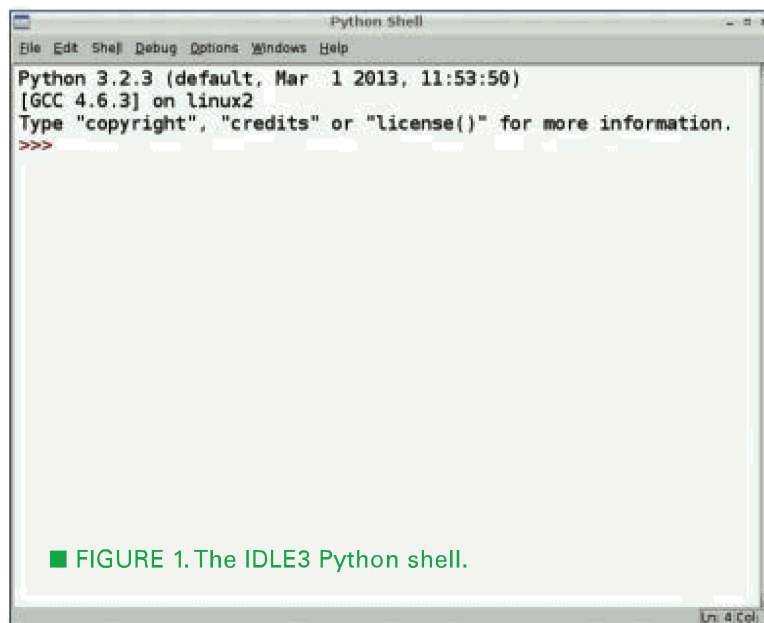 Python Shell
File Edit Shell Debug Options Windows Help
Python 3.2.3 (default, Mar  1 2013, 11:53:50)
[GCC 4.6.3] on linux2
Type "copyright", "credits" or "license()" for more information.
>>>
■ FIGURE 1. The IDLE3 Python shell.
Ln: 4 Col: